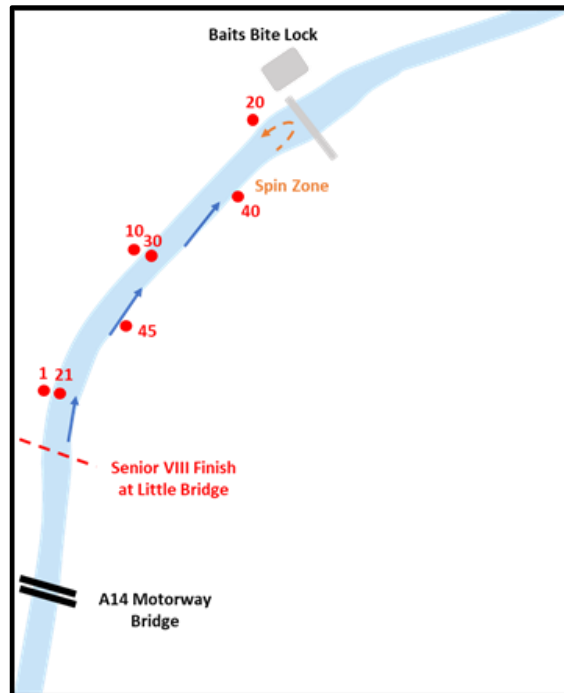 Baits Bite Lock
20
Spin Zone
40
10
30
45
1
21
Senior VIII Finish
at Little Bridge
A14 Motorway
Bridge